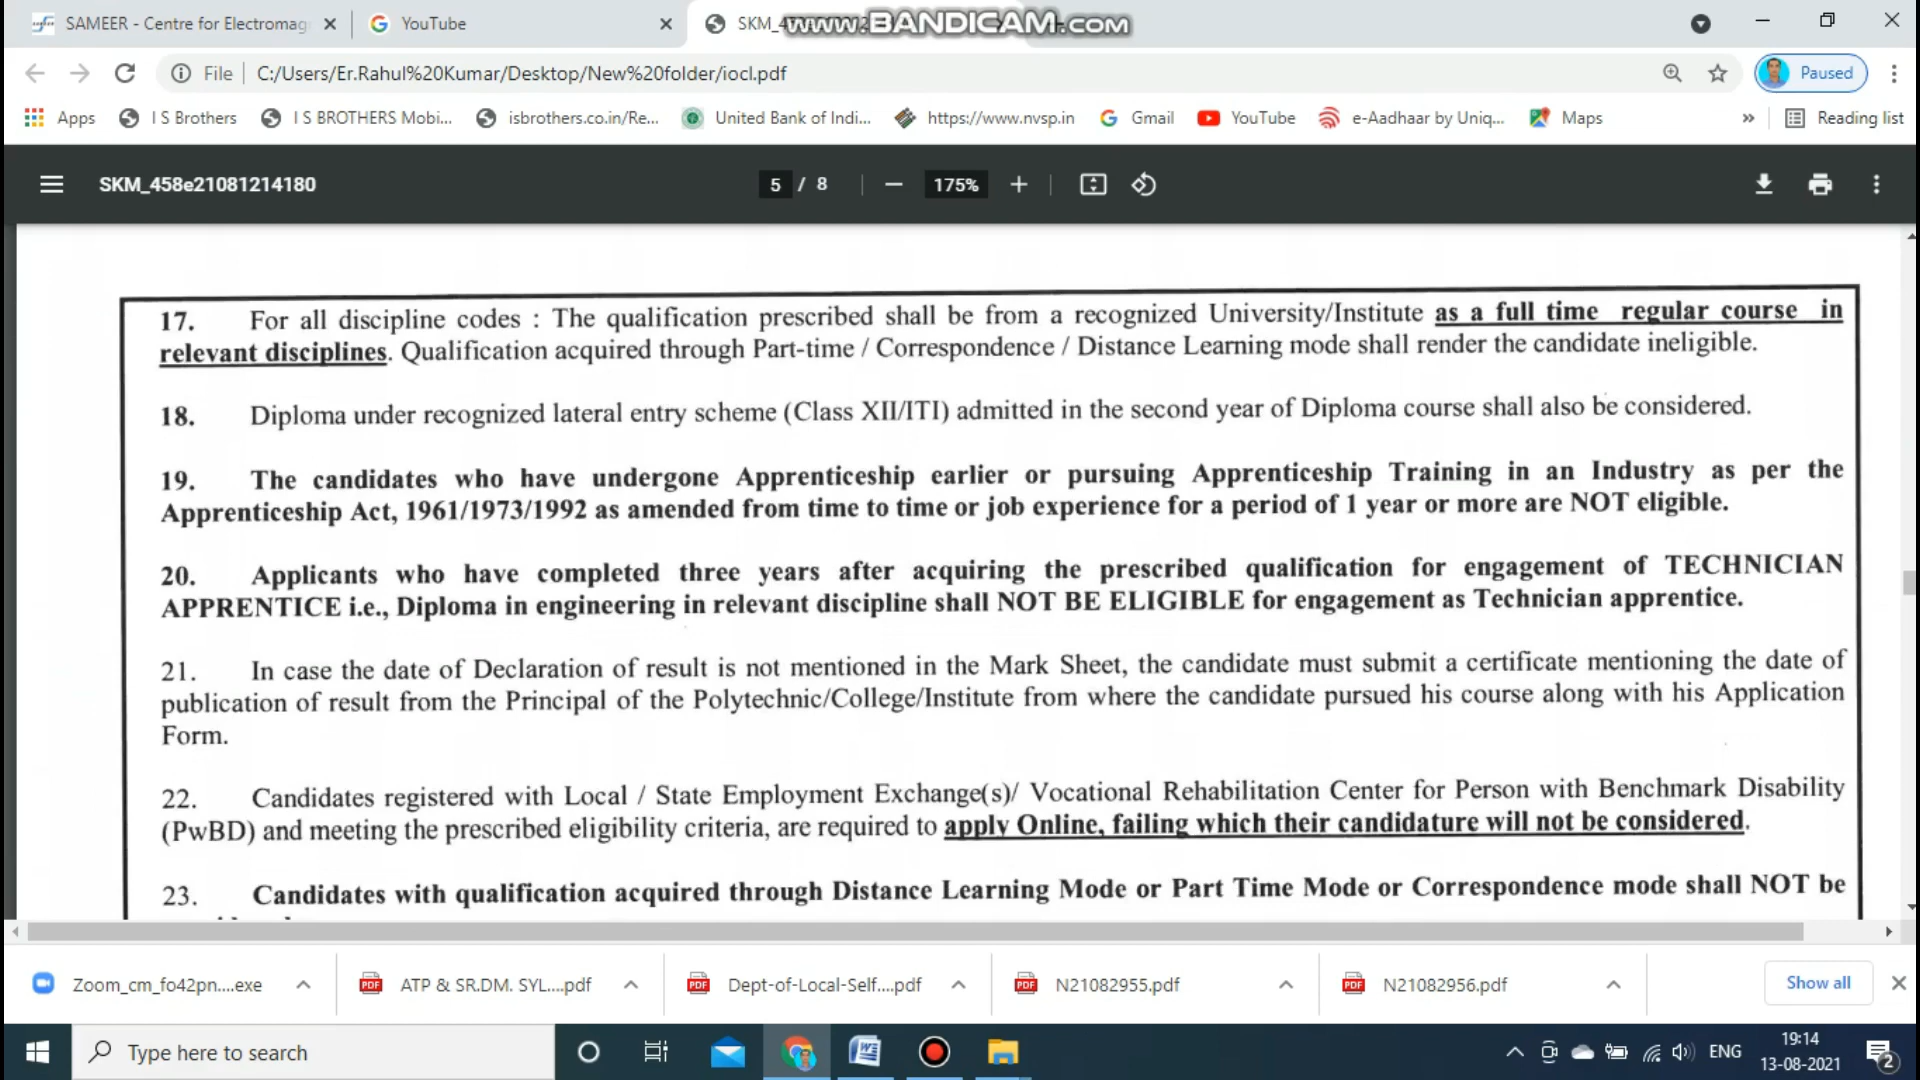 SAMEER - Centre for Electromag
YouTube
SKM_45
www.BANDICAM.com
File
C:/Users/Er.Rahul%20Kumar/Desktop/New%20folder/iocl.pdf
Paused
Apps
I S Brothers
I S BROTHERS Mobi...
isbrothers.co.in/Re...
United Bank of Indi...
https://www.nvsp.in
Gmail
YouTube
e-Aadhaar by Uniq...
Maps
»
Reading list
SKM_458e21081214180
5 / 8
175%
17. For all discipline codes : The qualification prescribed shall be from a recognized University/Institute as a full time regular course in
relevant disciplines. Qualification acquired through Part-time / Correspondence / Distance Learning mode shall render the candidate ineligible.
18. Diploma under recognized lateral entry scheme (Class XII/ITI) admitted in the second year of Diploma course shall also be considered.
19. The candidates who have undergone Apprenticeship earlier or pursuing Apprenticeship Training in an Industry as per the
Apprenticeship Act, 1961/1973/1992 as amended from time to time or job experience for a period of 1 year or more are NOT eligible.
20. Applicants who have completed three years after acquiring the prescribed qualification for engagement of TECHNICIAN
APPRENTICE i.e., Diploma in engineering in relevant discipline shall NOT BE ELIGIBLE for engagement as Technician apprentice.
21. In case the date of Declaration of result is not mentioned in the Mark Sheet, the candidate must submit a certificate mentioning the date of
publication of result from the Principal of the Polytechnic/College/Institute from where the candidate pursued his course along with his Application
Form.
22. Candidates registered with Local / State Employment Exchange(s)/ Vocational Rehabilitation Center for Person with Benchmark Disability
(PwBD) and meeting the prescribed eligibility criteria, are required to apply Online, failing which their candidature will not be considered.
23. Candidates with qualification acquired through Distance Learning Mode or Part Time Mode or Correspondence mode shall NOT be
Zoom_cm_fo42pn....exe
ATP & SR.DM. SYL....pdf
Dept-of-Local-Self....pdf
N21082955.pdf
N21082956.pdf
Show all
Type here to search
ENG
19:14
13-08-2021
2